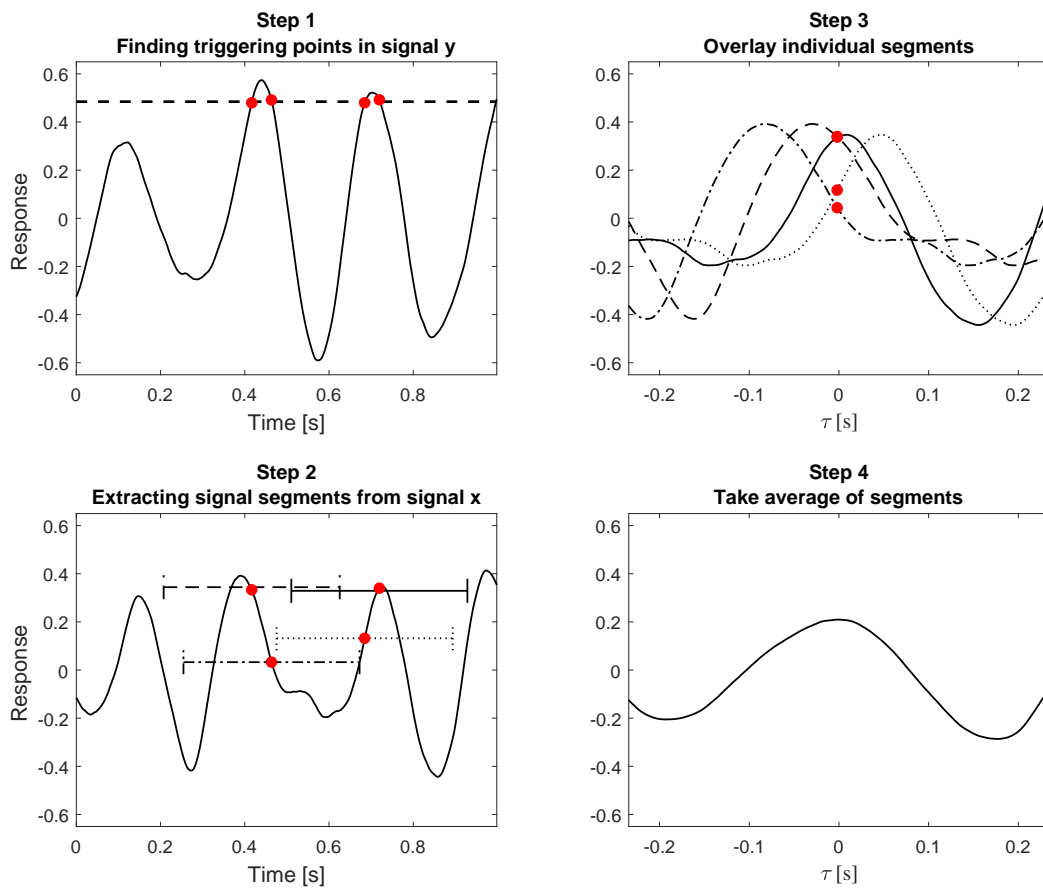 Step 1
Finding triggering points in signal y
0.6
0.4
0.2
0
-0.2
-0.4
-0.6
Response
0 0.2 0.4 0.6 0.8
Time [s]
Step 2
Extracting signal segments from signal x
0.6
0.4
0.2
0
-0.2
-0.4
-0.6
Response
0 0.2 0.4 0.6 0.8
Time [s]
Step 3
Overlay individual segments
0.6
0.4
0.2
0
-0.2
-0.4
-0.6
-0.2 -0.1 0 0.1 0.2
τ [s]
Step 4
Take average of segments
0.6
0.4
0.2
0
-0.2
-0.4
-0.6
-0.2 -0.1 0 0.1 0.2
τ [s]